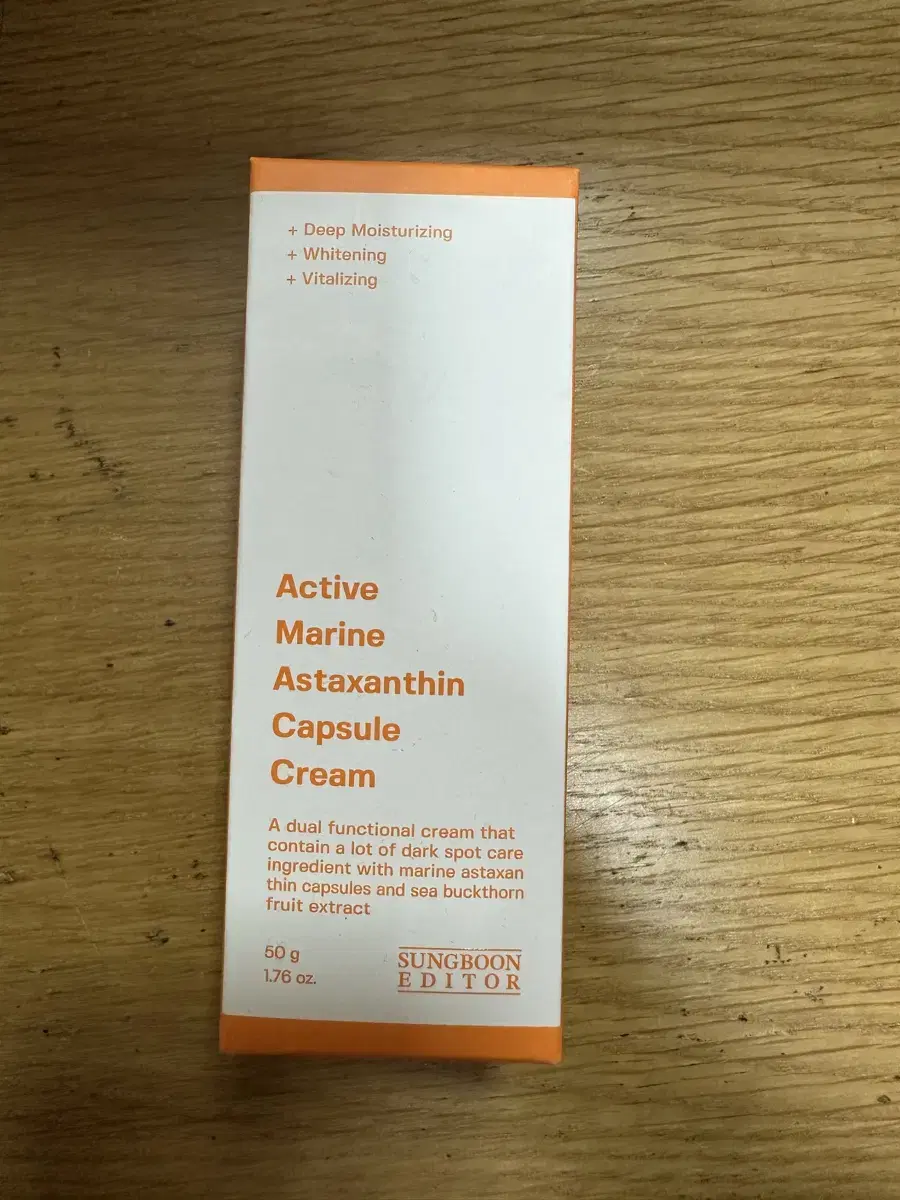 + Deep Moisturizing
+ Whitening
+ Vitalizing
Active
Marine
Astaxanthin
Capsule
Cream
A dual functional cream that
contain a lot of dark spot care
ingredient with marine astaxan
thin capsules and sea buckthorn
fruit extract
50 g
1.76 oz.
SUNGBOON
EDITOR